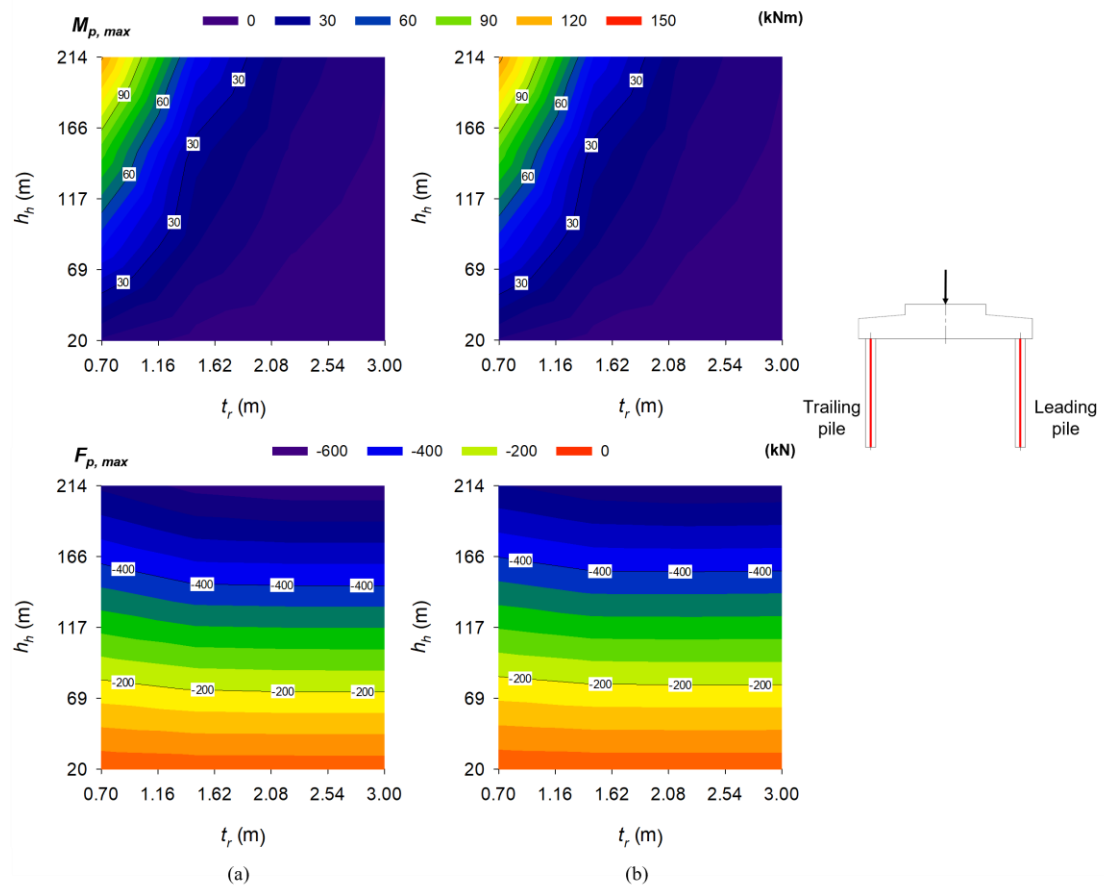 M_{p, max} 0 30 60 90 120 150 (kNm)
214 214
166 166
117 117
69 69
20 20
h_h (m) h_h (m)
90 60 30 60 30 30 30
90 60 30 60 30 30 30
0.70 1.16 1.62 2.08 2.54 3.00 0.70 1.16 1.62 2.08 2.54 3.00
t_r (m) t_r (m)
Trailing
pile
Leading
pile
F_{p, max} -600 -400 -200 0 (kN)
214 214
166 166
117 117
69 69
20 20
h_h (m) h_h (m)
-400 -400 -400 -400 -400 -400 -400 -400
-200 -200 -200 -200 -200 -200 -200 -200
0.70 1.16 1.62 2.08 2.54 3.00 0.70 1.16 1.62 2.08 2.54 3.00
t_r (m) t_r (m)
(a) (b)